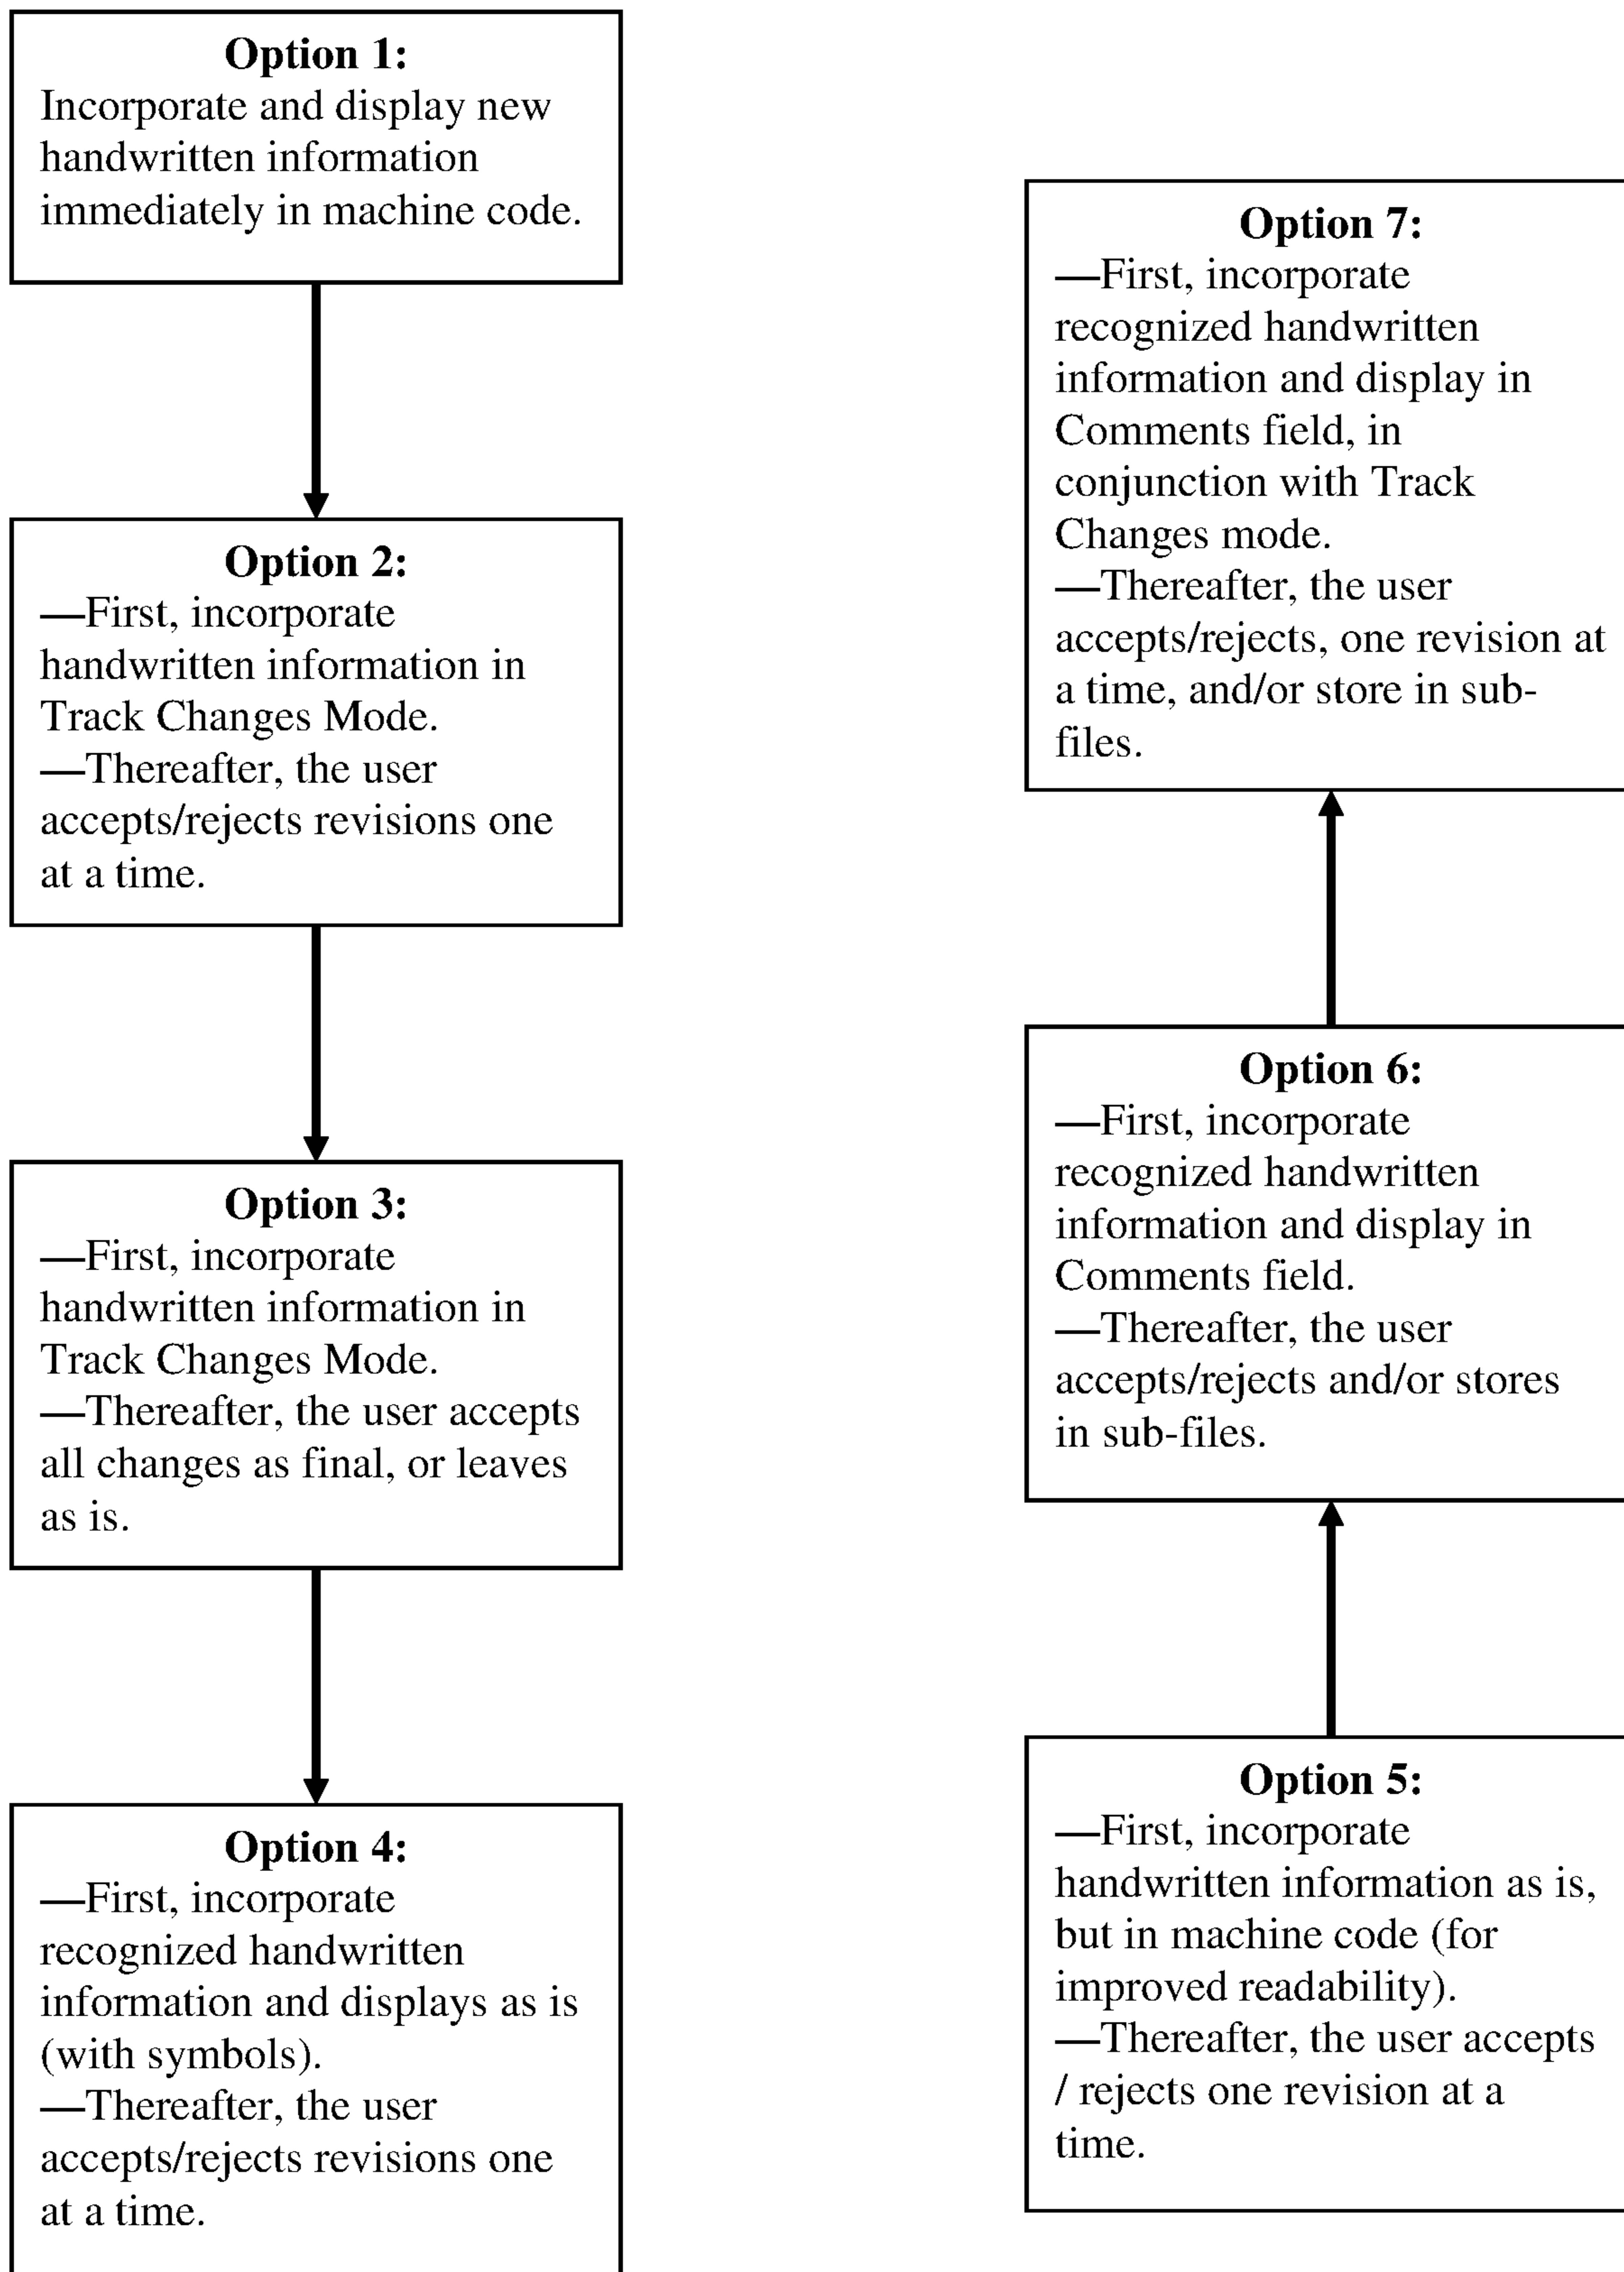 Option 1:
Incorporate and display new
handwritten information
immediately in machine code.
Option 2:
—First, incorporate
handwritten information in
Track Changes Mode.
—Thereafter, the user
accepts/rejects revisions one
at a time.
Option 3:
—First, incorporate
handwritten information in
Track Changes Mode.
—Thereafter, the user accepts
all changes as final, or leaves
as is.
Option 4:
—First, incorporate
recognized handwritten
information and displays as is
(with symbols).
—Thereafter, the user
accepts/rejects revisions one
at a time.
Option 5:
—First, incorporate
handwritten information as is,
but in machine code (for
improved readability).
—Thereafter, the user accepts
/ rejects one revision at a
time.
Option 6:
—First, incorporate
recognized handwritten
information and display in
Comments field.
—Thereafter, the user
accepts/rejects and/or stores
in sub-files.
Option 7:
—First, incorporate
recognized handwritten
information and display in
Comments field, in
conjunction with Track
Changes mode.
—Thereafter, the user
accepts/rejects, one revision at
a time, and/or store in sub-
files.